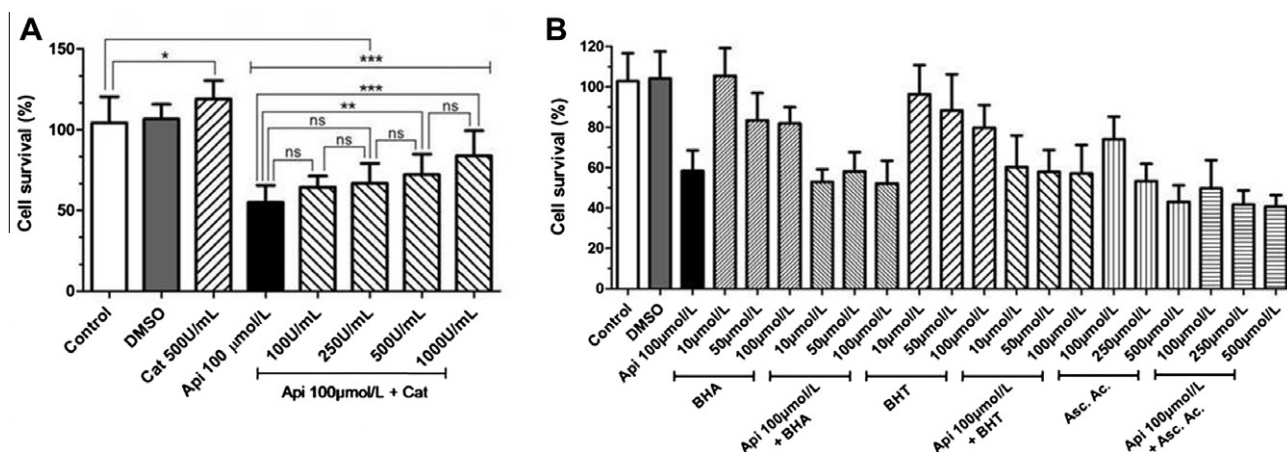 A
Cell survival (%)
150
100
50
0
*
***
***
**
ns
ns
ns
ns
ns
Control
DMSO
Cat 500U/mL
Api 100 μmol/L
100U/mL
250U/mL
500U/mL
1000U/mL
Api 100μmol/L + Cat
B
Cell survival (%)
120
100
80
60
40
20
0
Control
DMSO
Api 100μmol/L
10μmol/L
50μmol/L
100μmol/L
10μmol/L
50μmol/L
100μmol/L
10μmol/L
50μmol/L
100μmol/L
10μmol/L
50μmol/L
100μmol/L
100μmol/L
250μmol/L
500μmol/L
100μmol/L
250μmol/L
500μmol/L
BHA
Api 100μmol/L
+ BHA
BHT
Api 100μmol/L
+ BHT
Asc. Ac.
Api 100μmol/L
+ Asc. Ac.